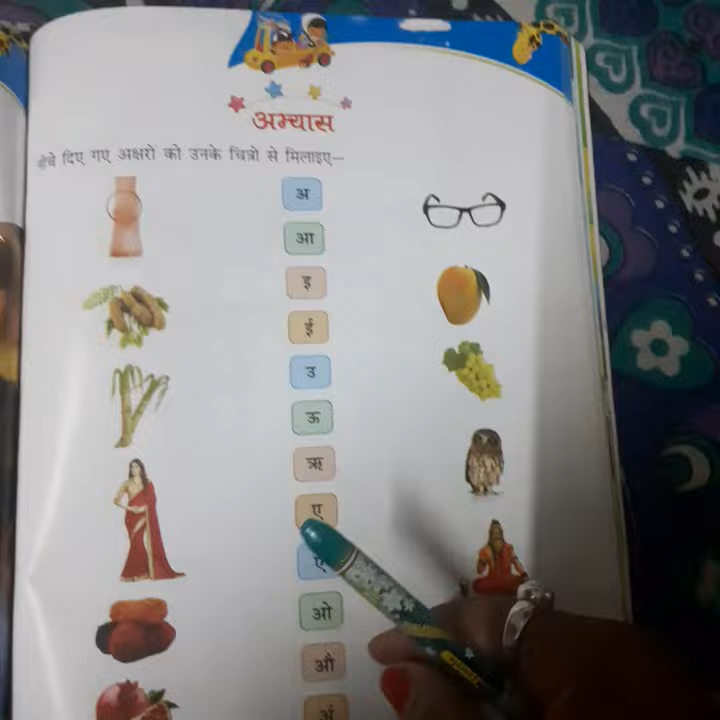 अभ्यास
नीचे दिए गए अक्षरों को उनके चित्रों से मिलाइए—
अ
आ
इ
ई
उ
ऊ
ऋ
ए
ऐ
ओ
औ
अं